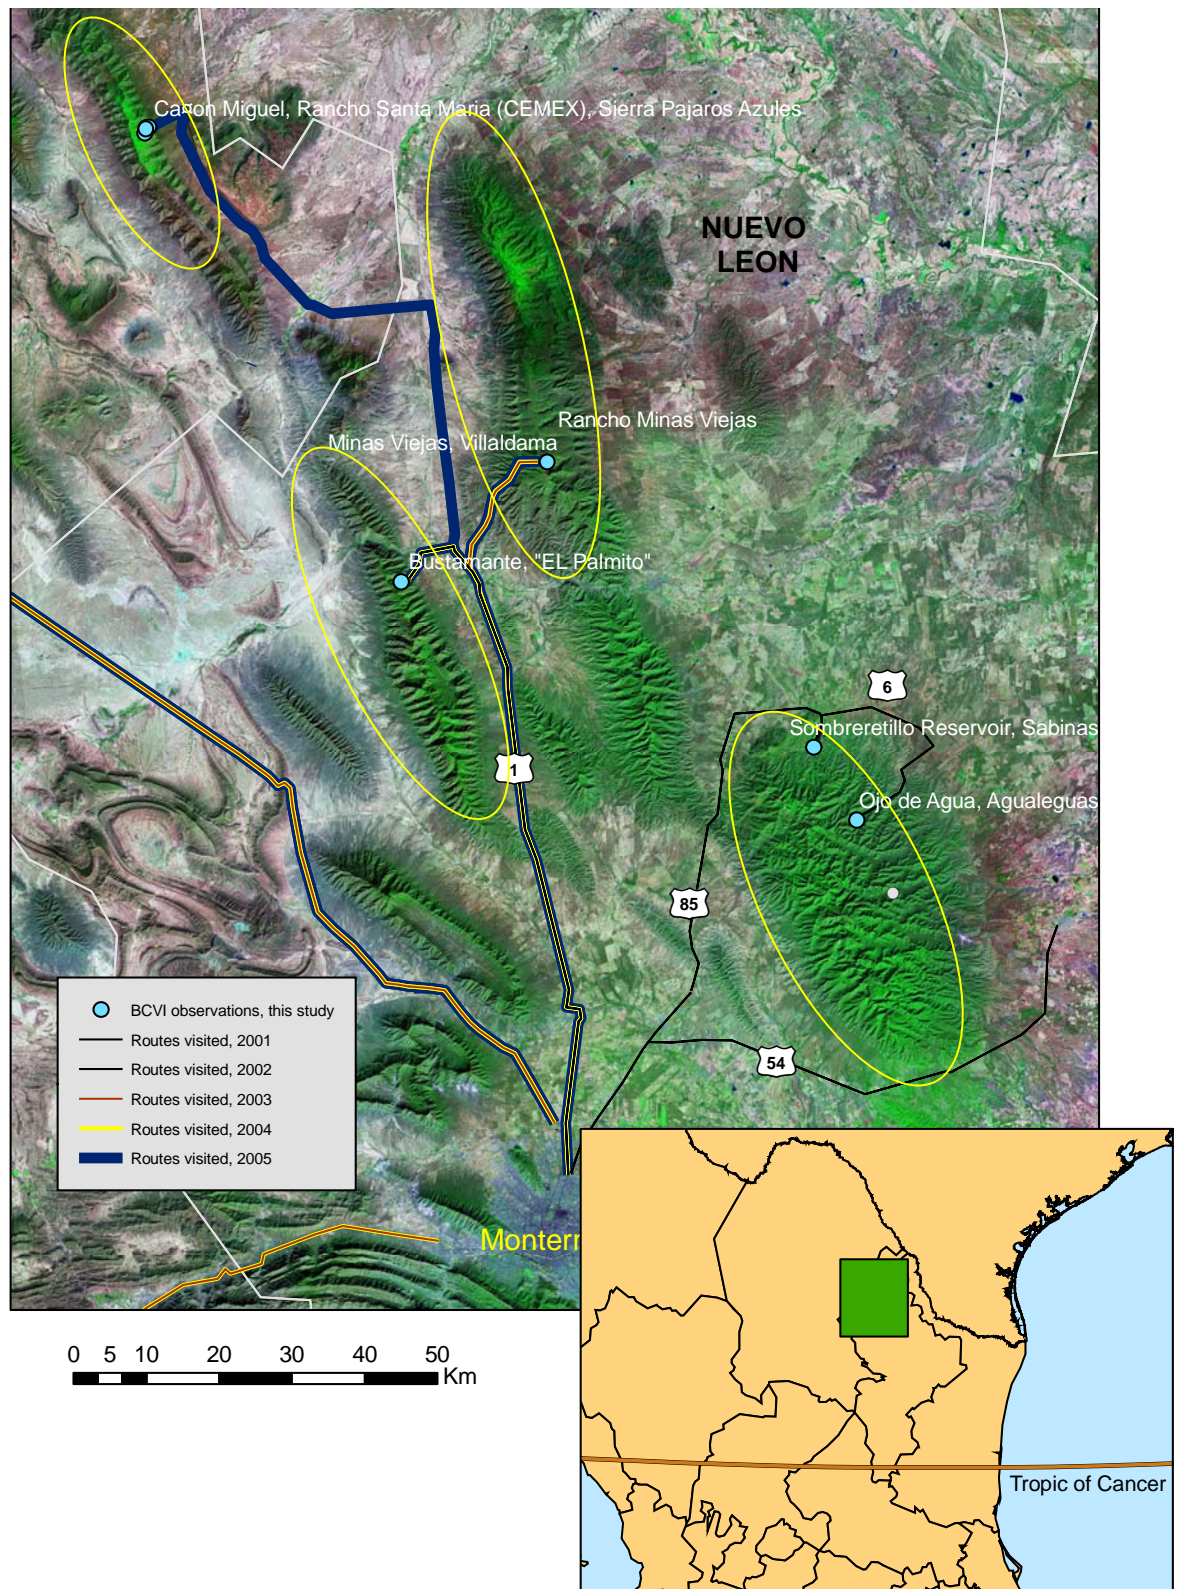 Cañon Miguel, Rancho Santa Maria (CEMEX), Sierra Pajaros Azules
NUEVO
LEON
Rancho Minas Viejas
Minas Viejas, Villaldama
Bustamante, "EL Palmito"
6
Sombreretillo Reservoir, Sabinas
1
Ojo de Agua, Agualeguas
85
54
BCVI observations, this study
Routes visited, 2001
Routes visited, 2002
Routes visited, 2003
Routes visited, 2004
Routes visited, 2005
Monterr
0 5 10 20 30 40 50
Km
Tropic of Cancer